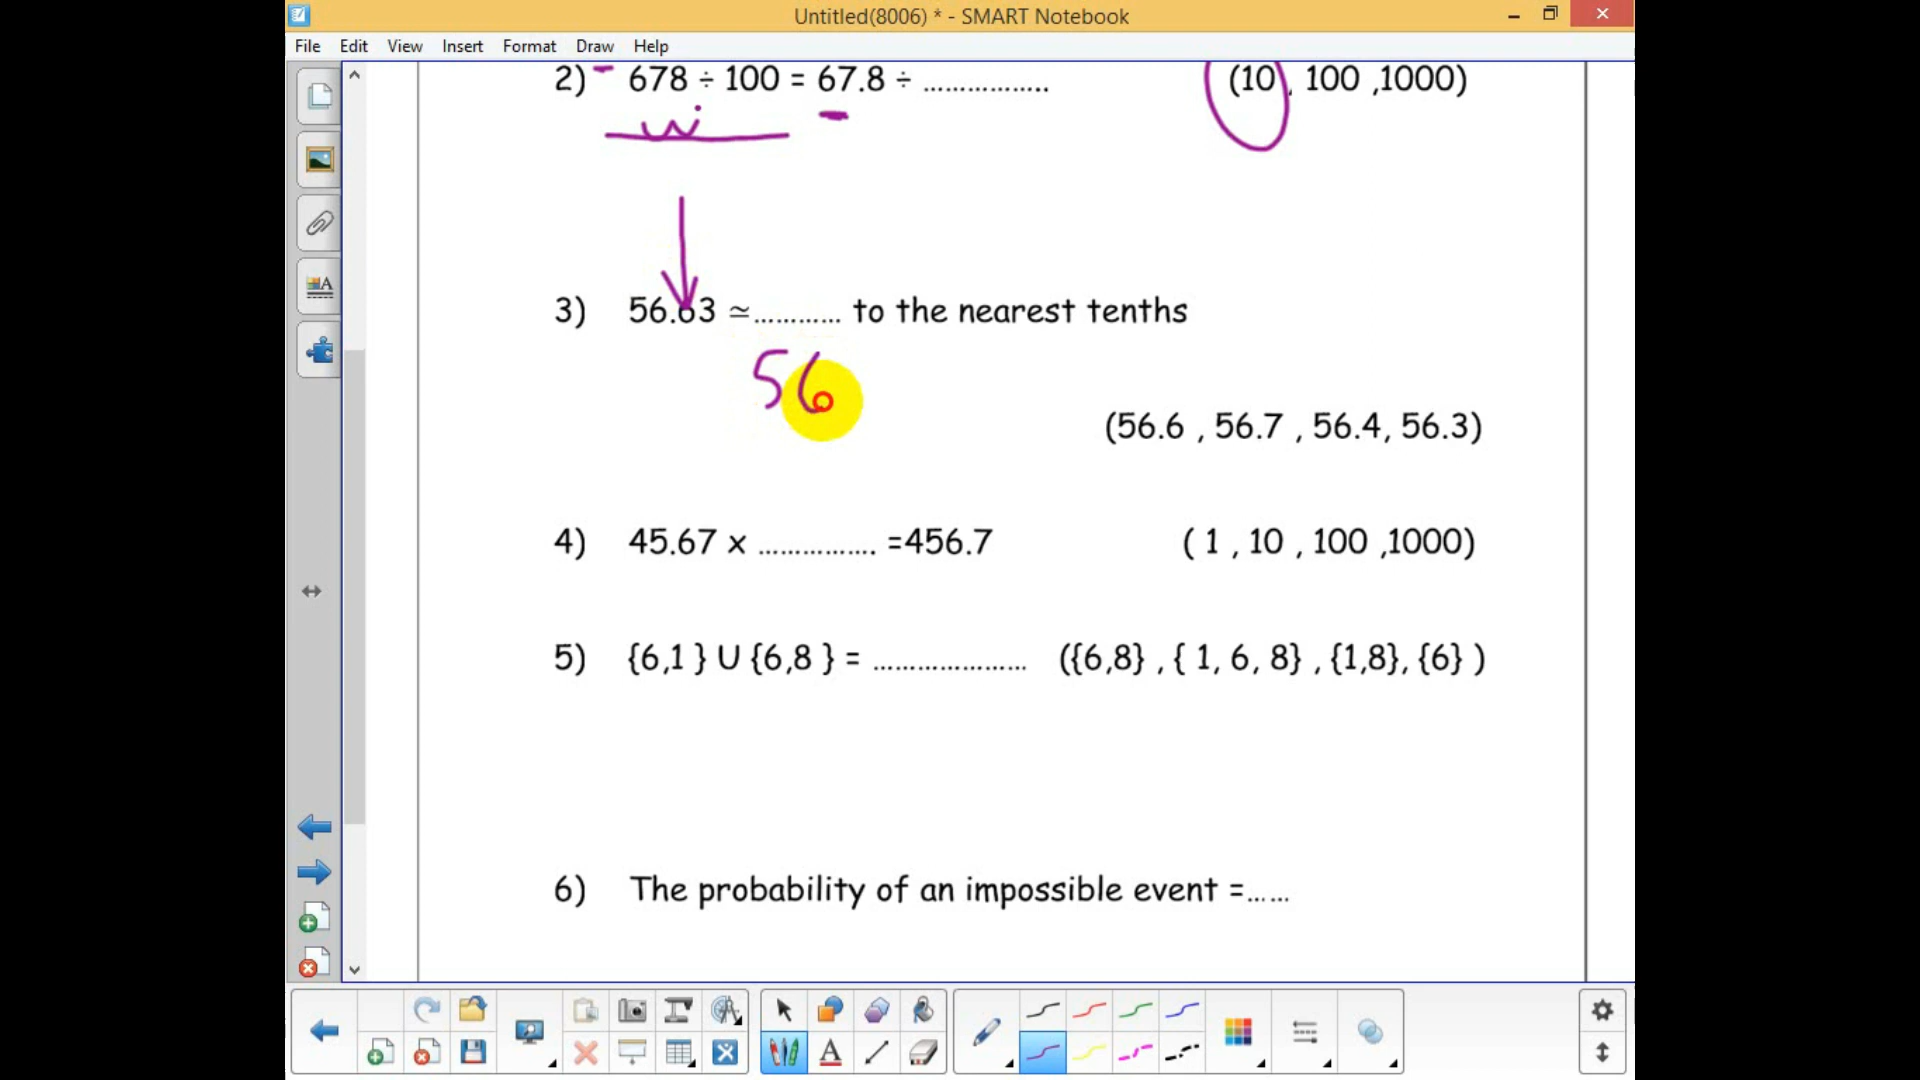 Untitled(8006) * - SMART Notebook
File Edit View Insert Format Draw Help
2) 678 ÷ 100 = 67.8 ÷ ................. (10 , 100 ,1000)
3) 56.63 ≃............ to the nearest tenths
56
(56.6 , 56.7 , 56.4, 56.3)
4) 45.67 x ................ =456.7 ( 1 , 10 , 100 ,1000)
5) {6,1 } U {6,8 } = ..................... ({6,8} , { 1, 6, 8} , {1,8}, {6} )
6) The probability of an impossible event =......